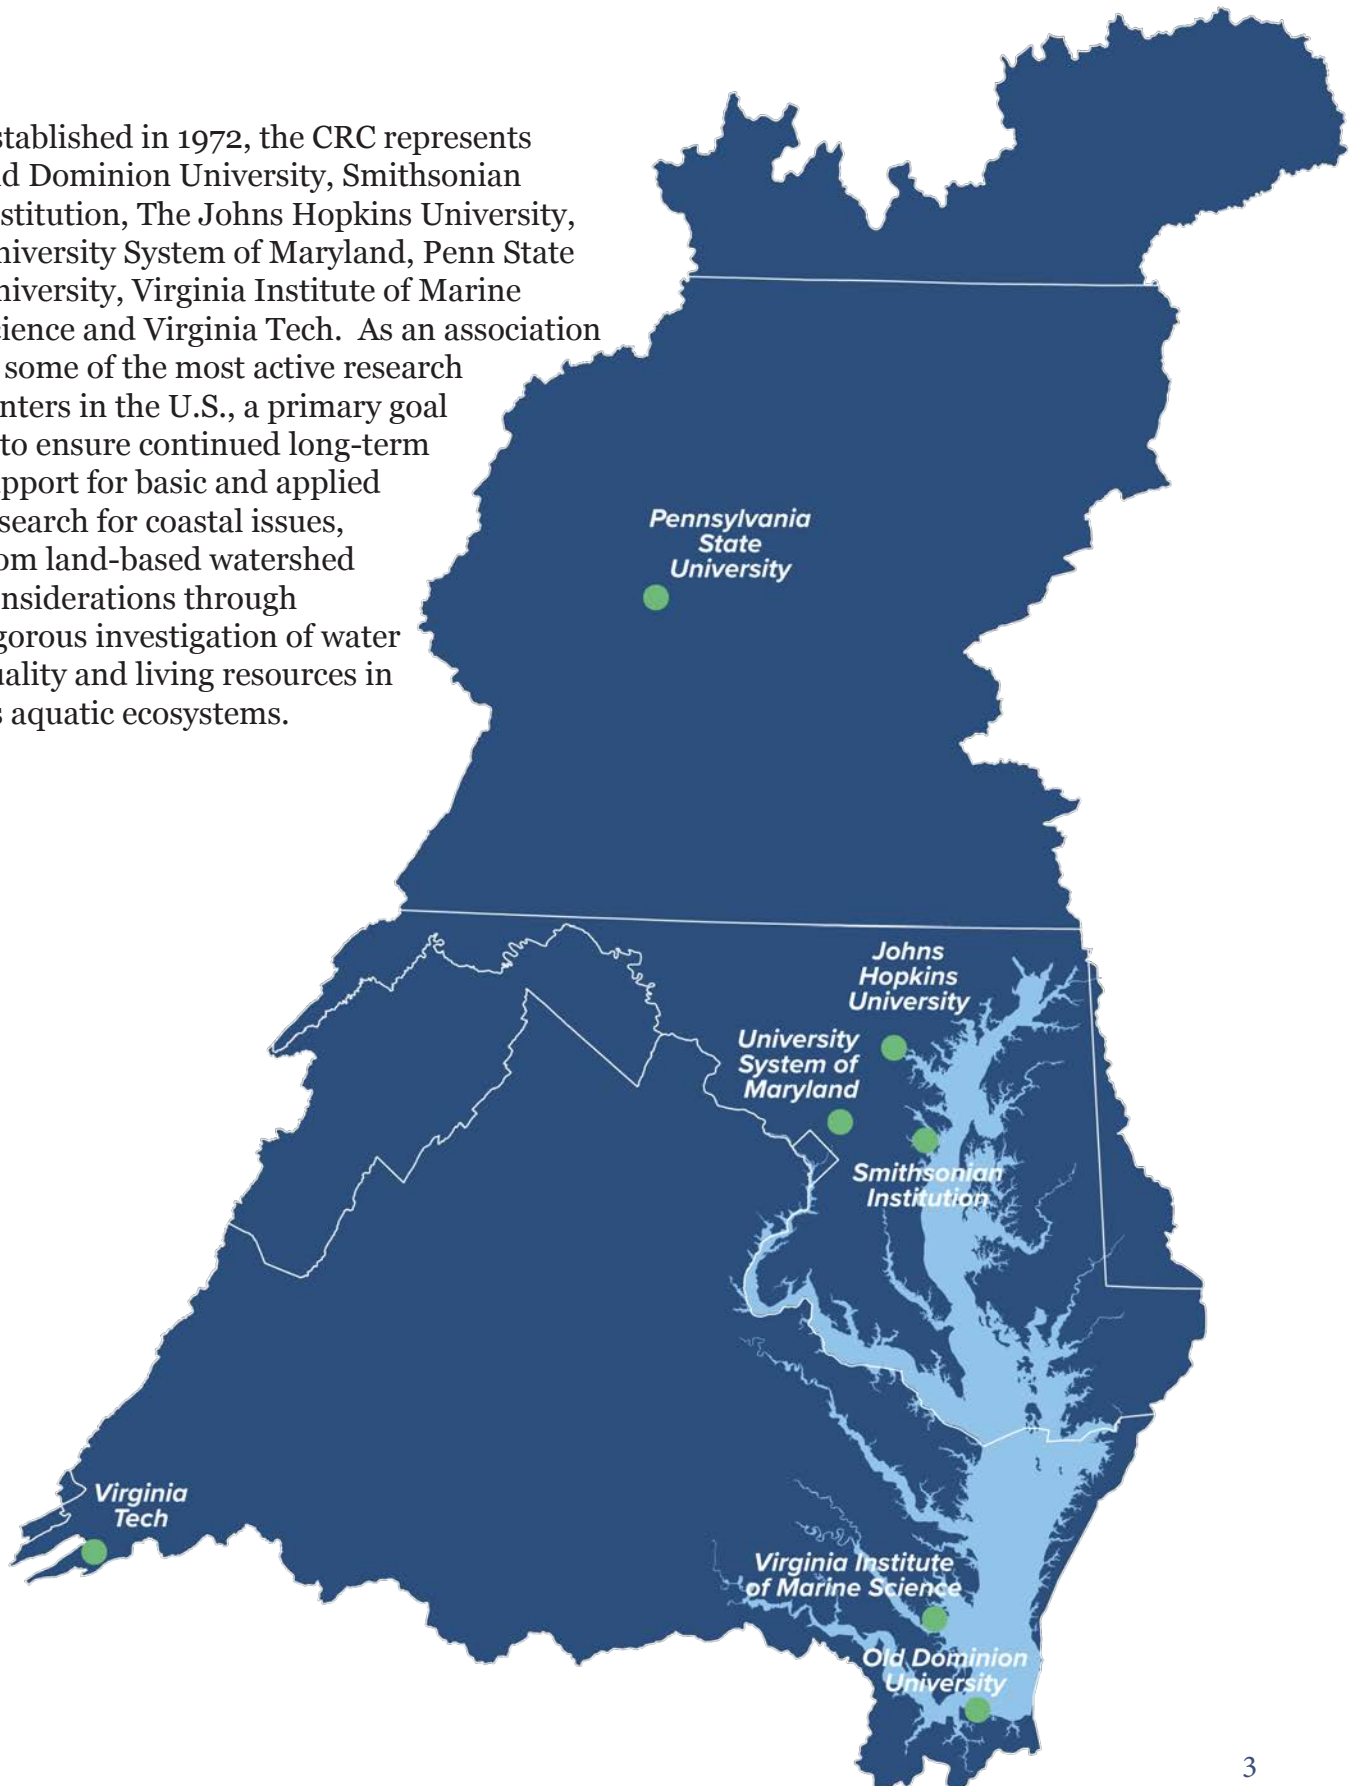 stablished in 1972, the CRC represents
d Dominion University, Smithsonian
stitution, The Johns Hopkins University,
niversity System of Maryland, Penn State
niversity, Virginia Institute of Marine
cience and Virginia Tech.  As an association
some of the most active research
nters in the U.S., a primary goal
to ensure continued long-term
pport for basic and applied
search for coastal issues,
om land-based watershed
nsiderations through
gorous investigation of water
uality and living resources in
s aquatic ecosystems.
Pennsylvania
State
University
Johns
Hopkins
University
University
System of
Maryland
Smithsonian
Institution
Virginia
Tech
Virginia Institute
of Marine Science
Old Dominion
University
3